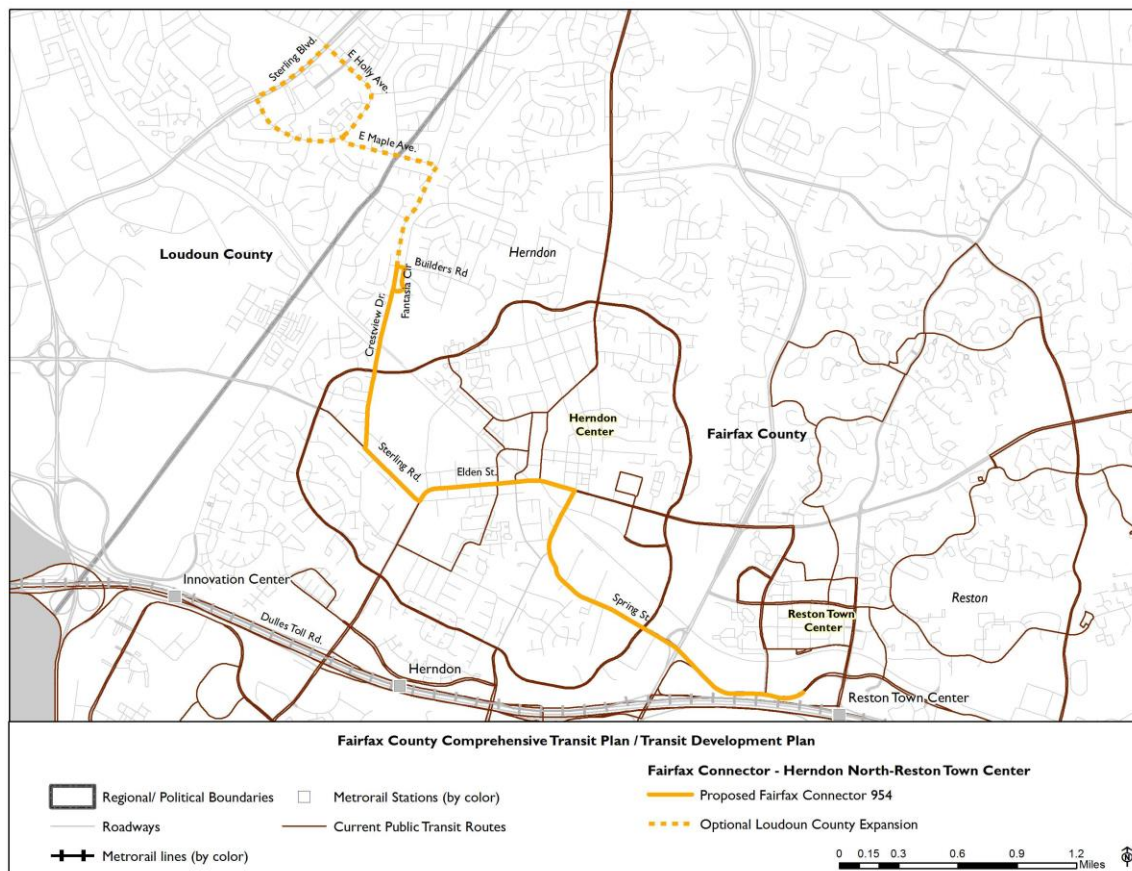 Sterling Blvd.
E Holly Ave.
E Maple Ave.
Loudoun County
Herndon
Builders Rd
Fantasia Cir
Crestview Dr.
Herndon
Center
Fairfax County
Sterling Rd.
Elden St.
Innovation Center
Dulles Toll Rd.
Spring St.
Reston Town
Center
Reston
Herndon
Reston Town Center
Fairfax County Comprehensive Transit Plan / Transit Development Plan
Regional/ Political Boundaries
Metrorail Stations (by color)
Roadways
Current Public Transit Routes
Metrorail lines (by color)
Fairfax Connector - Herndon North-Reston Town Center
Proposed Fairfax Connector 954
Optional Loudoun County Expansion
0 0.15 0.3 0.6 0.9 1.2
Miles
N